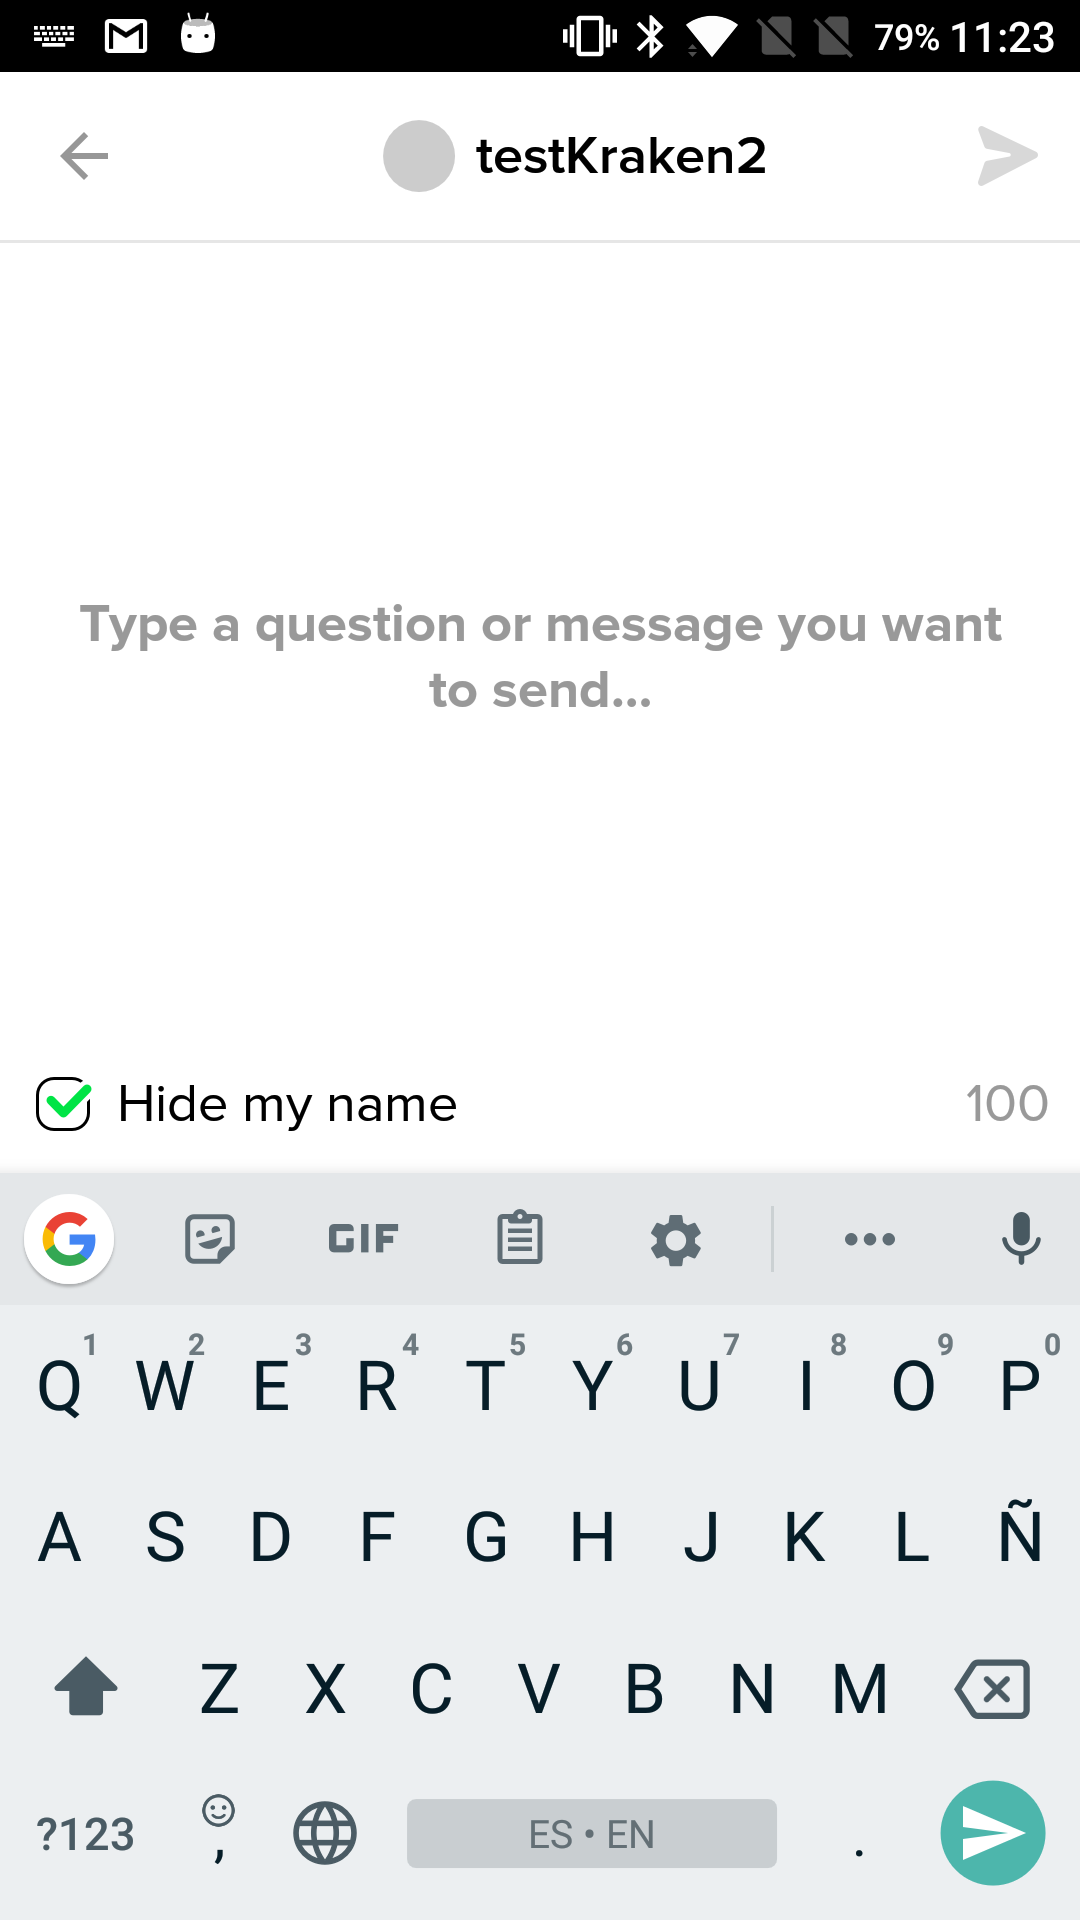 79% 11:23
testKraken2
Type a question or message you want
to send...
Hide my name 100
GIF
1 2 3 4 5 6 7 8 9 0
Q W E R T Y U I O P
A S D F G H J K L Ñ
Z X C V B N M
?123 , ES • EN .